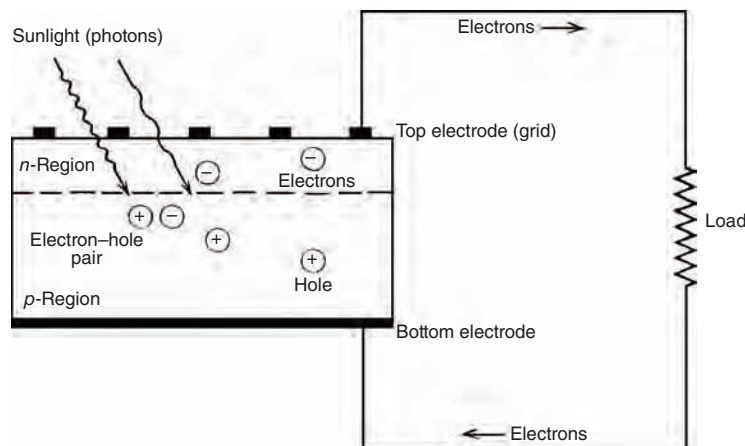 Sunlight (photons)
Electrons
Top electrode (grid)
n-Region
−
−
Electrons
+ −
Electron–hole
pair
+
+
Hole
p-Region
Load
Bottom electrode
Electrons